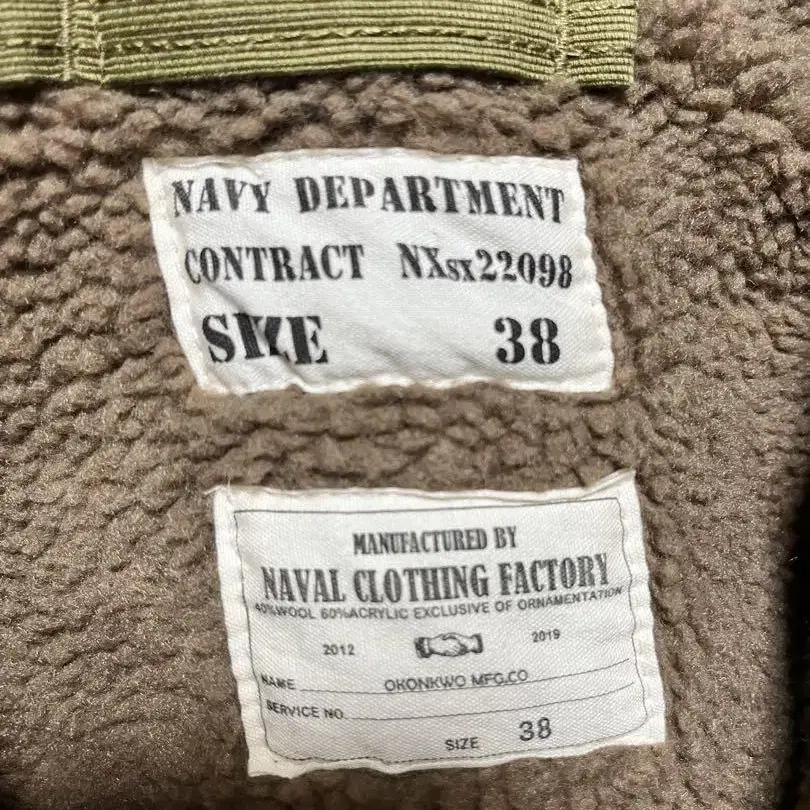 NAVY DEPARTMENT
CONTRACT NXsx22098
SIZE 38
MANUFACTURED BY
NAVAL CLOTHING FACTORY
40%WOOL 60%ACRYLIC EXCLUSIVE OF ORNAMENTATION
2012 2019
NAME OKONKWO MFG.CO
SERVICE NO.
SIZE 38